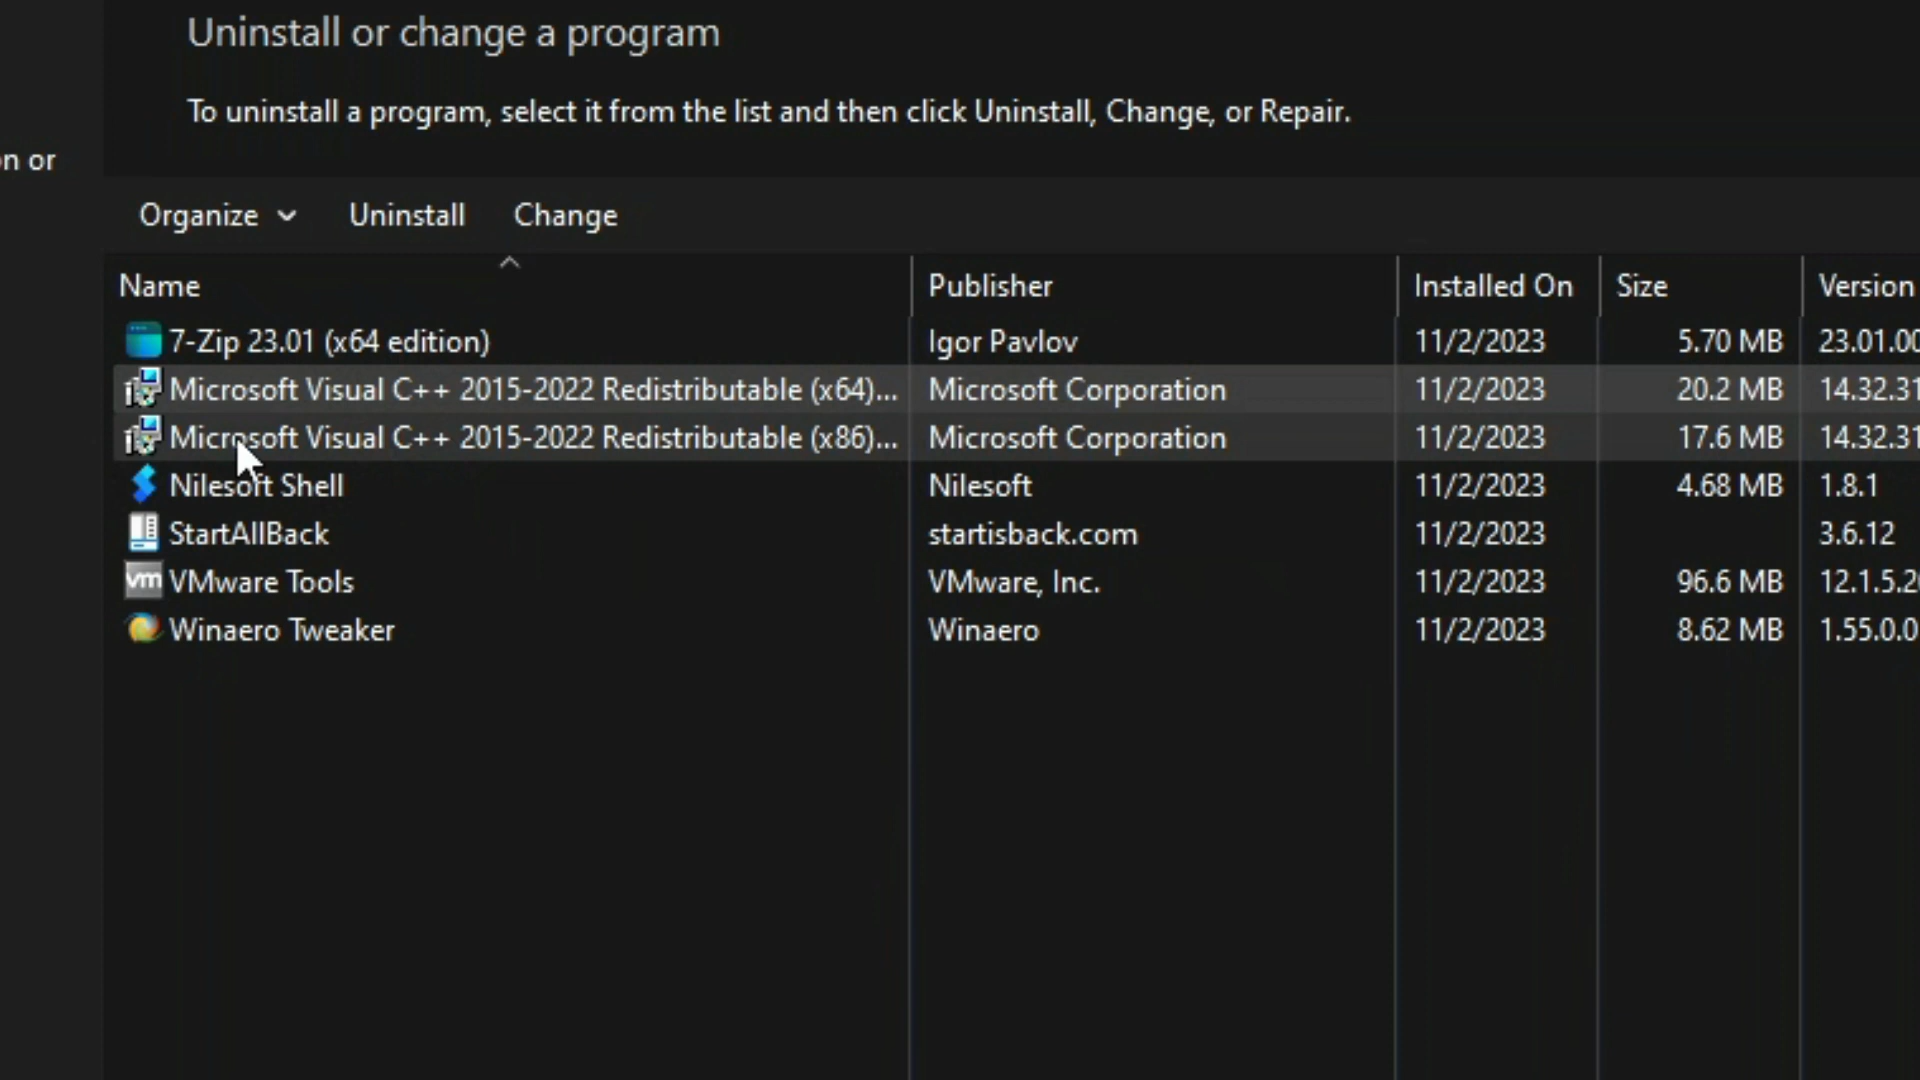 Uninstall or change a program
To uninstall a program, select it from the list and then click Uninstall, Change, or Repair.
on or
Organize Uninstall Change
Name Publisher Installed On Size Version
7-Zip 23.01 (x64 edition) Igor Pavlov 11/2/2023 5.70 MB 23.01.00
Microsoft Visual C++ 2015-2022 Redistributable (x64)... Microsoft Corporation 11/2/2023 20.2 MB 14.32.31
Microsoft Visual C++ 2015-2022 Redistributable (x86)... Microsoft Corporation 11/2/2023 17.6 MB 14.32.31
Nilesoft Shell Nilesoft 11/2/2023 4.68 MB 1.8.1
StartAllBack startisback.com 11/2/2023 3.6.12
vm VMware Tools VMware, Inc. 11/2/2023 96.6 MB 12.1.5.20
Winaero Tweaker Winaero 11/2/2023 8.62 MB 1.55.0.0